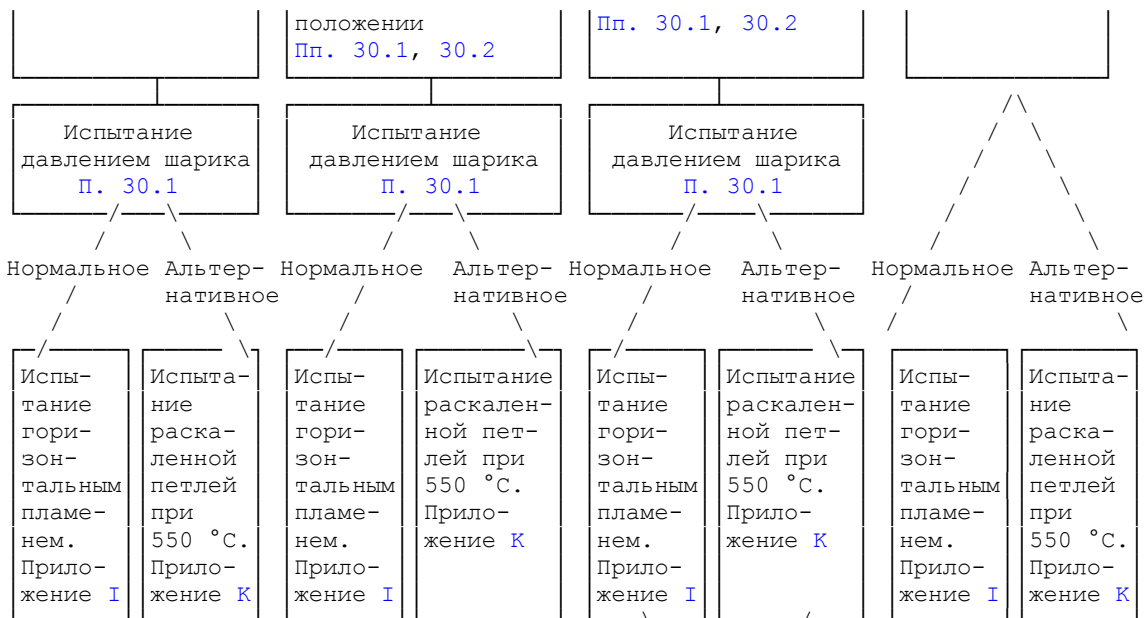 положении
Пп. 30.1, 30.2
Пп. 30.1, 30.2
Испытание
давлением шарика
П. 30.1
Испытание
давлением шарика
П. 30.1
Испытание
давлением шарика
П. 30.1
Нормальное
Альтер-
нативное
Нормальное
Альтер-
нативное
Нормальное
Альтер-
нативное
Нормальное
Альтер-
нативное
Испы-
тание
гори-
зон-
тальным
пламе-
нем.
Прило-
жение I
Испыта-
ние
раска-
ленной
петлей
при
550 °C.
Прило-
жение K
Испы-
тание
гори-
зон-
тальным
пламе-
нем.
Прило-
жение I
Испытание
раскален-
ной пет-
лей при
550 °C.
Прило-
жение K
Испы-
тание
гори-
зон-
тальным
пламе-
нем.
Прило-
жение I
Испытание
раскален-
ной пет-
лей при
550 °C.
Прило-
жение K
Испы-
тание
гори-
зон-
тальным
пламе-
нем.
Прило-
жение I
Испыта-
ние
раска-
ленной
петлей
при
550 °C.
Прило-
жение K